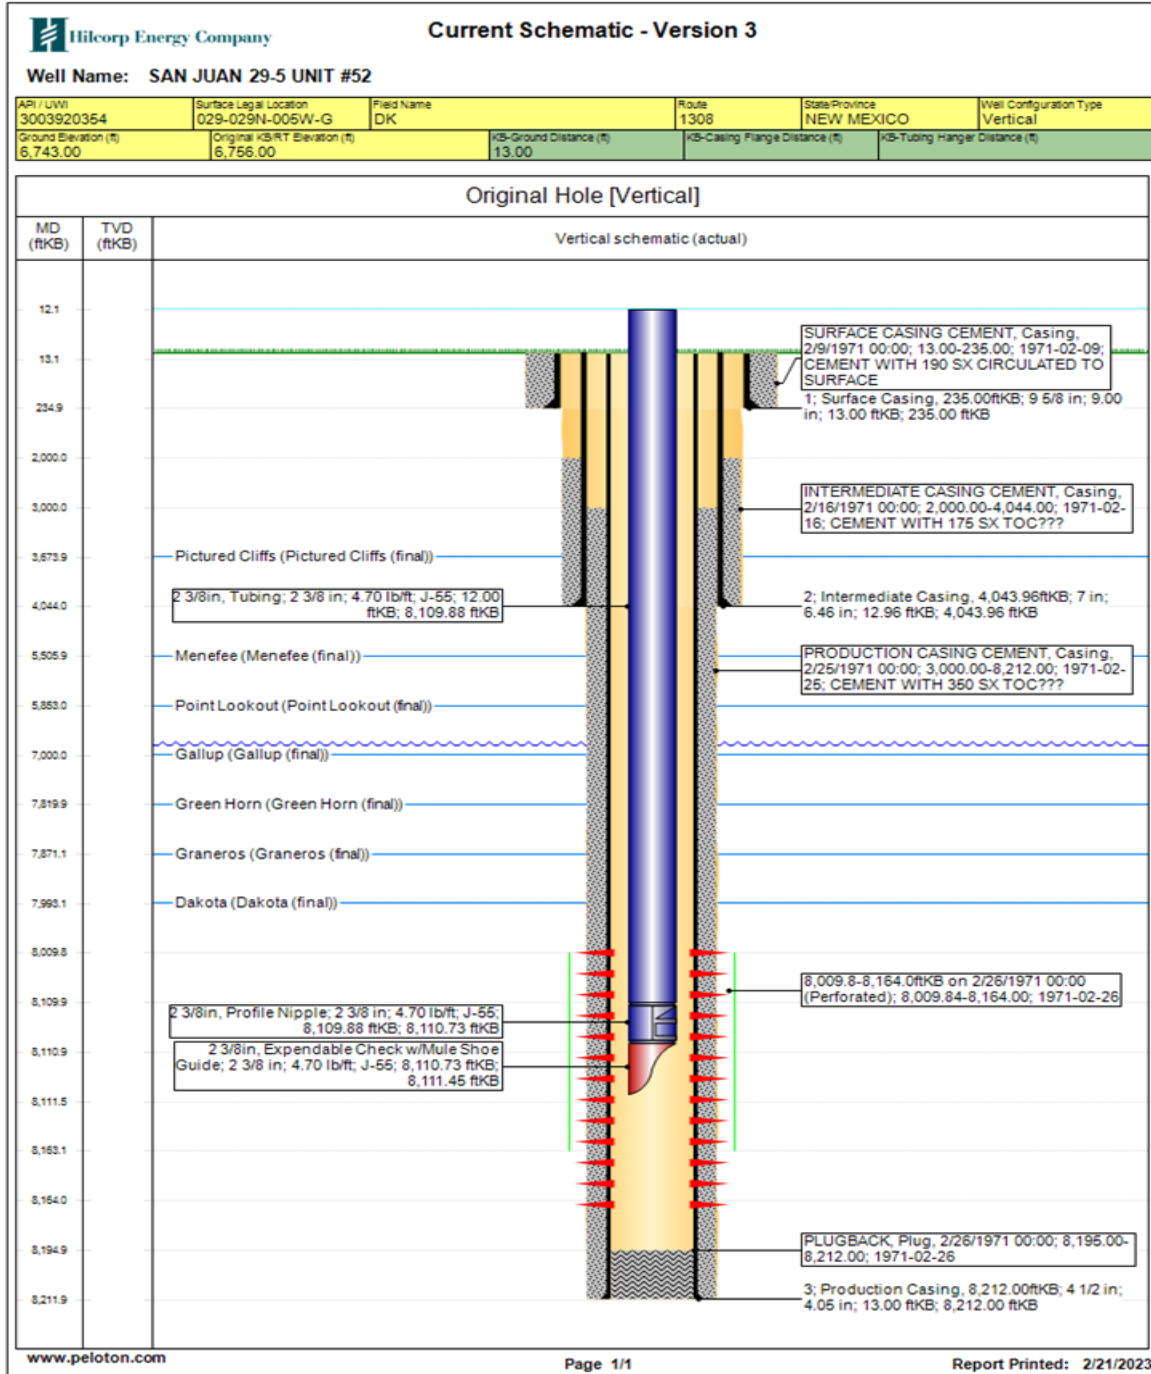 Hilcorp Energy Company
Current Schematic - Version 3
Well Name: SAN JUAN 29-5 UNIT #52
API / UWI
3003920354
Surface Legal Location
029-029N-005W-G
Field Name
DK
Route
1308
State/Province
NEW MEXICO
Well Configuration Type
Vertical
Ground Elevation (ft)
6,743.00
Original KB/RT Elevation (ft)
6,756.00
KB-Ground Distance (ft)
13.00
KB-Casing Flange Distance (ft)
KB-Tubing Hanger Distance (ft)
Original Hole [Vertical]
MD
(ftKB)
TVD
(ftKB)
Vertical schematic (actual)
12.1
13.1
SURFACE CASING CEMENT, Casing,
2/9/1971 00:00; 13.00-235.00; 1971-02-09;
CEMENT WITH 190 SX CIRCULATED TO
SURFACE
234.9
1; Surface Casing, 235.00ftKB; 9 5/8 in; 9.00
in; 13.00 ftKB; 235.00 ftKB
2,000.0
3,000.0
INTERMEDIATE CASING CEMENT, Casing,
2/16/1971 00:00; 2,000.00-4,044.00; 1971-02-
16; CEMENT WITH 175 SX TOC???
3,673.9
Pictured Cliffs (Pictured Cliffs (final))
4,044.0
2 3/8in, Tubing; 2 3/8 in; 4.70 lb/ft; J-55; 12.00
ftKB; 8,109.88 ftKB
2; Intermediate Casing, 4,043.96ftKB; 7 in;
6.46 in; 12.96 ftKB; 4,043.96 ftKB
5,505.9
Menefee (Menefee (final))
PRODUCTION CASING CEMENT, Casing,
2/25/1971 00:00; 3,000.00-8,212.00; 1971-02-
25; CEMENT WITH 350 SX TOC???
5,853.0
Point Lookout (Point Lookout (final))
7,000.0
Gallup (Gallup (final))
7,819.9
Green Horn (Green Horn (final))
7,871.1
Graneros (Graneros (final))
7,993.1
Dakota (Dakota (final))
8,009.8
8,009.8-8,164.0ftKB on 2/26/1971 00:00
(Perforated); 8,009.84-8,164.00; 1971-02-26
8,109.9
2 3/8in, Profile Nipple; 2 3/8 in; 4.70 lb/ft; J-55;
8,109.88 ftKB; 8,110.73 ftKB
8,110.9
2 3/8in, Expendable Check w/Mule Shoe
Guide; 2 3/8 in; 4.70 lb/ft; J-55; 8,110.73 ftKB;
8,111.45 ftKB
8,111.5
8,163.1
8,164.0
8,194.9
PLUGBACK, Plug, 2/26/1971 00:00; 8,195.00-
8,212.00; 1971-02-26
8,211.9
3; Production Casing, 8,212.00ftKB; 4 1/2 in;
4.05 in; 13.00 ftKB; 8,212.00 ftKB
www.peloton.com
Page 1/1
Report Printed: 2/21/2023